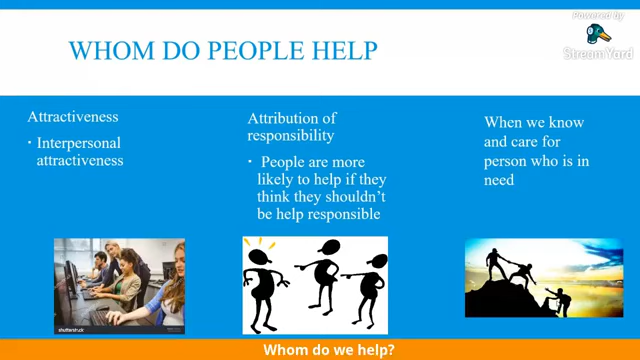 Powered by
StreamYard
WHOM DO PEOPLE HELP
Attractiveness
• Interpersonal
attractiveness
Attribution of
responsibility
• People are more
likely to help if they
think they shouldn't
be help responsible
When we know
and care for
person who is in
need
shutterstock
Whom do we help?